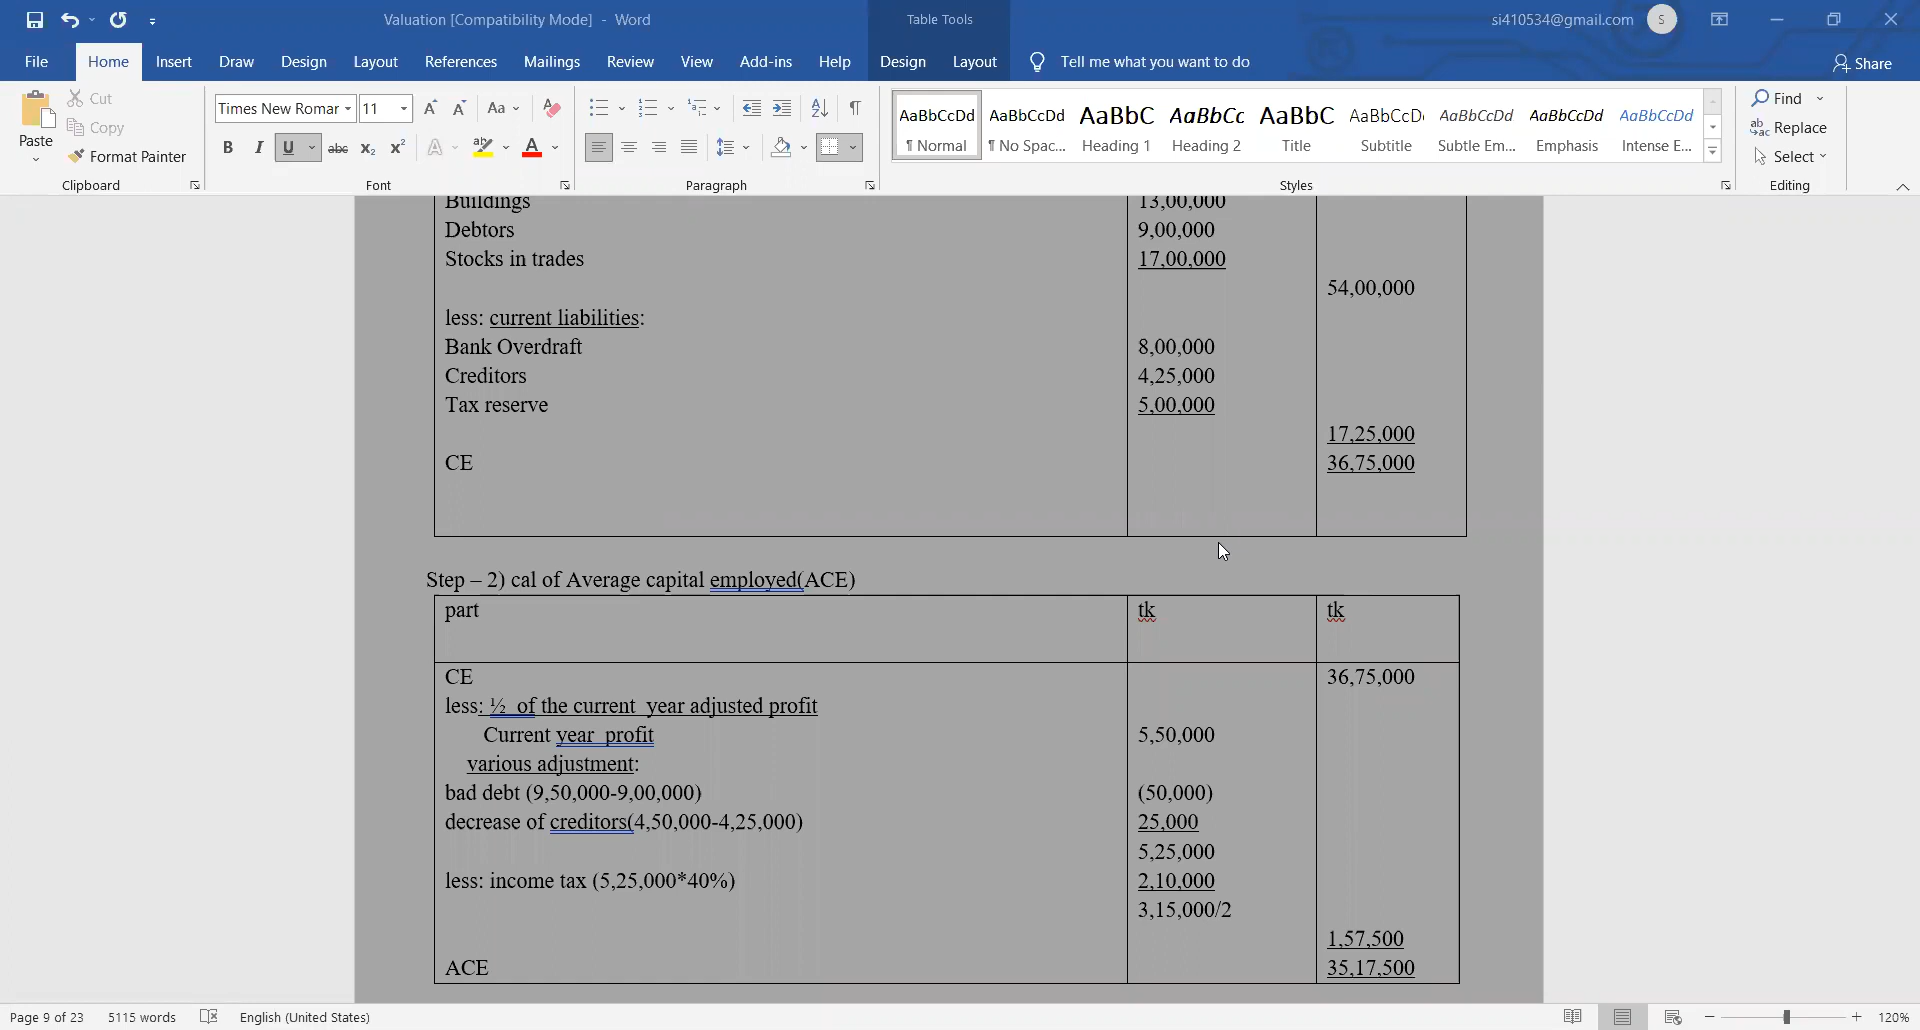 Valuation [Compatibility Mode] - Word
Table Tools
si410534@gmail.com
S
File Home Insert Draw Design Layout References Mailings Review View Add-ins Help Design Layout Tell me what you want to do Share
Paste
Cut
Copy
Format Painter
Clipboard
Times New Romar 11
Font
Paragraph
AaBbCcDd AaBbCcDd AaBbC AaBbCc AaBbC AaBbCcD AaBbCcDd AaBbCcDd AaBbCcDd
¶ Normal ¶ No Spac... Heading 1 Heading 2 Title Subtitle Subtle Em... Emphasis Intense E...
Styles
Find
Replace
Select
Editing
Buildings 13,00,000
Debtors 9,00,000
Stocks in trades 17,00,000
54,00,000
less: current liabilities:
Bank Overdraft 8,00,000
Creditors 4,25,000
Tax reserve 5,00,000
17,25,000
CE 36,75,000
Step – 2) cal of Average capital employed(ACE)
part tk tk
CE 36,75,000
less: ½ of the current year adjusted profit
Current year profit 5,50,000
various adjustment:
bad debt (9,50,000-9,00,000) (50,000)
decrease of creditors(4,50,000-4,25,000) 25,000
5,25,000
less: income tax (5,25,000*40%) 2,10,000
3,15,000/2
1,57,500
ACE 35,17,500
Page 9 of 23 5115 words English (United States) 120%